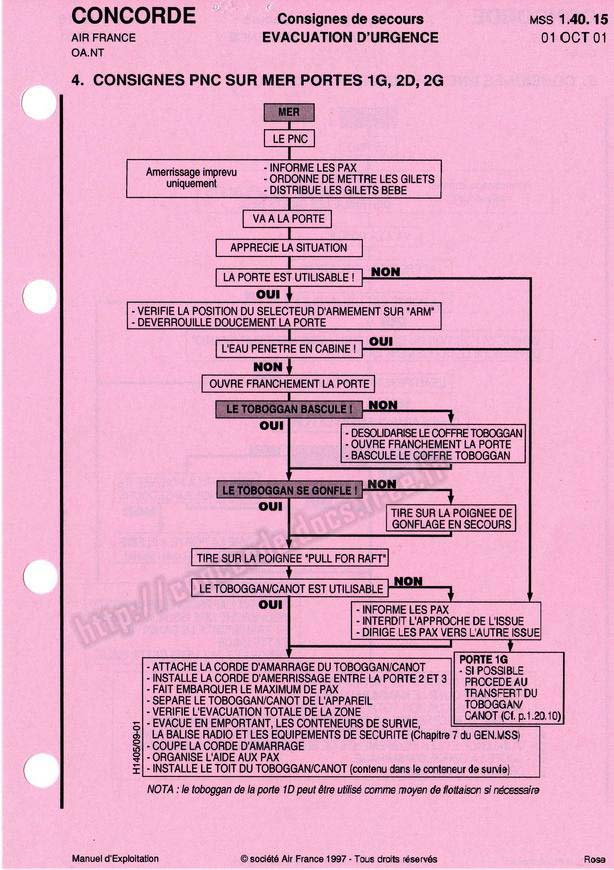 CONCORDE
Consignes de secours
MSS 1.40.15
AIR FRANCE
EVACUATION D'URGENCE
01 OCT 01
OA.NT
4. CONSIGNES PNC SUR MER PORTES 1G, 2D, 2G
MER
LE PNC
Amerrissage imprevu
uniquement
- INFORME LES PAX
- ORDONNE DE METTRE LES GILETS
- DISTRIBUE LES GILETS BEBE
VA A LA PORTE
APPRECIE LA SITUATION
LA PORTE EST UTILISABLE !
NON
OUI
- VERIFIE LA POSITION DU SELECTEUR D'ARMEMENT SUR "ARM"
- DEVERROUILLE DOUCEMENT LA PORTE
L'EAU PENETRE EN CABINE !
OUI
NON
OUVRE FRANCHEMENT LA PORTE
LE TOBOGGAN BASCULE !
NON
OUI
- DESOLIDARISE LE COFFRE TOBOGGAN
- OUVRE FRANCHEMENT LA PORTE
- BASCULE LE COFFRE TOBOGGAN
LE TOBOGGAN SE GONFLE !
NON
OUI
TIRE SUR LA POIGNEE DE
GONFLAGE EN SECOURS
TIRE SUR LA POIGNEE "PULL FOR RAFT"
LE TOBOGGAN/CANOT EST UTILISABLE
NON
OUI
- INFORME LES PAX
- INTERDIT L'APPROCHE DE L'ISSUE
- DIRIGE LES PAX VERS L'AUTRE ISSUE
PORTE 1G
- SI POSSIBLE
PROCEDE AU
TRANSFERT DU
TOBOGGAN/
CANOT (Cf. p.1.20.10)
- ATTACHE LA CORDE D'AMARRAGE DU TOBOGGAN/CANOT
- INSTALLE LA CORDE D'AMERRISSAGE ENTRE LA PORTE 2 ET 3
- FAIT EMBARQUER LE MAXIMUM DE PAX
- SEPARE LE TOBOGGAN/CANOT DE L'APPAREIL
- VERIFIE L'EVACUATION TOTALE DE LA ZONE
- EVACUE EN EMPORTANT, LES CONTENEURS DE SURVIE,
LA BALISE RADIO ET LES EQUIPEMENTS DE SECURITE (Chapitre 7 du GEN.MSS)
- COUPE LA CORDE D'AMARRAGE
- ORGANISE L'AIDE AUX PAX
- INSTALLE LE TOIT DU TOBOGGAN/CANOT (contenu dans le conteneur de survie)
H1405/09-01
NOTA : le toboggan de la porte 1D peut être utilisé comme moyen de flottaison si nécessaire
Manuel d'Exploitation
© société Air France 1997 - Tous droits réservés
Rose